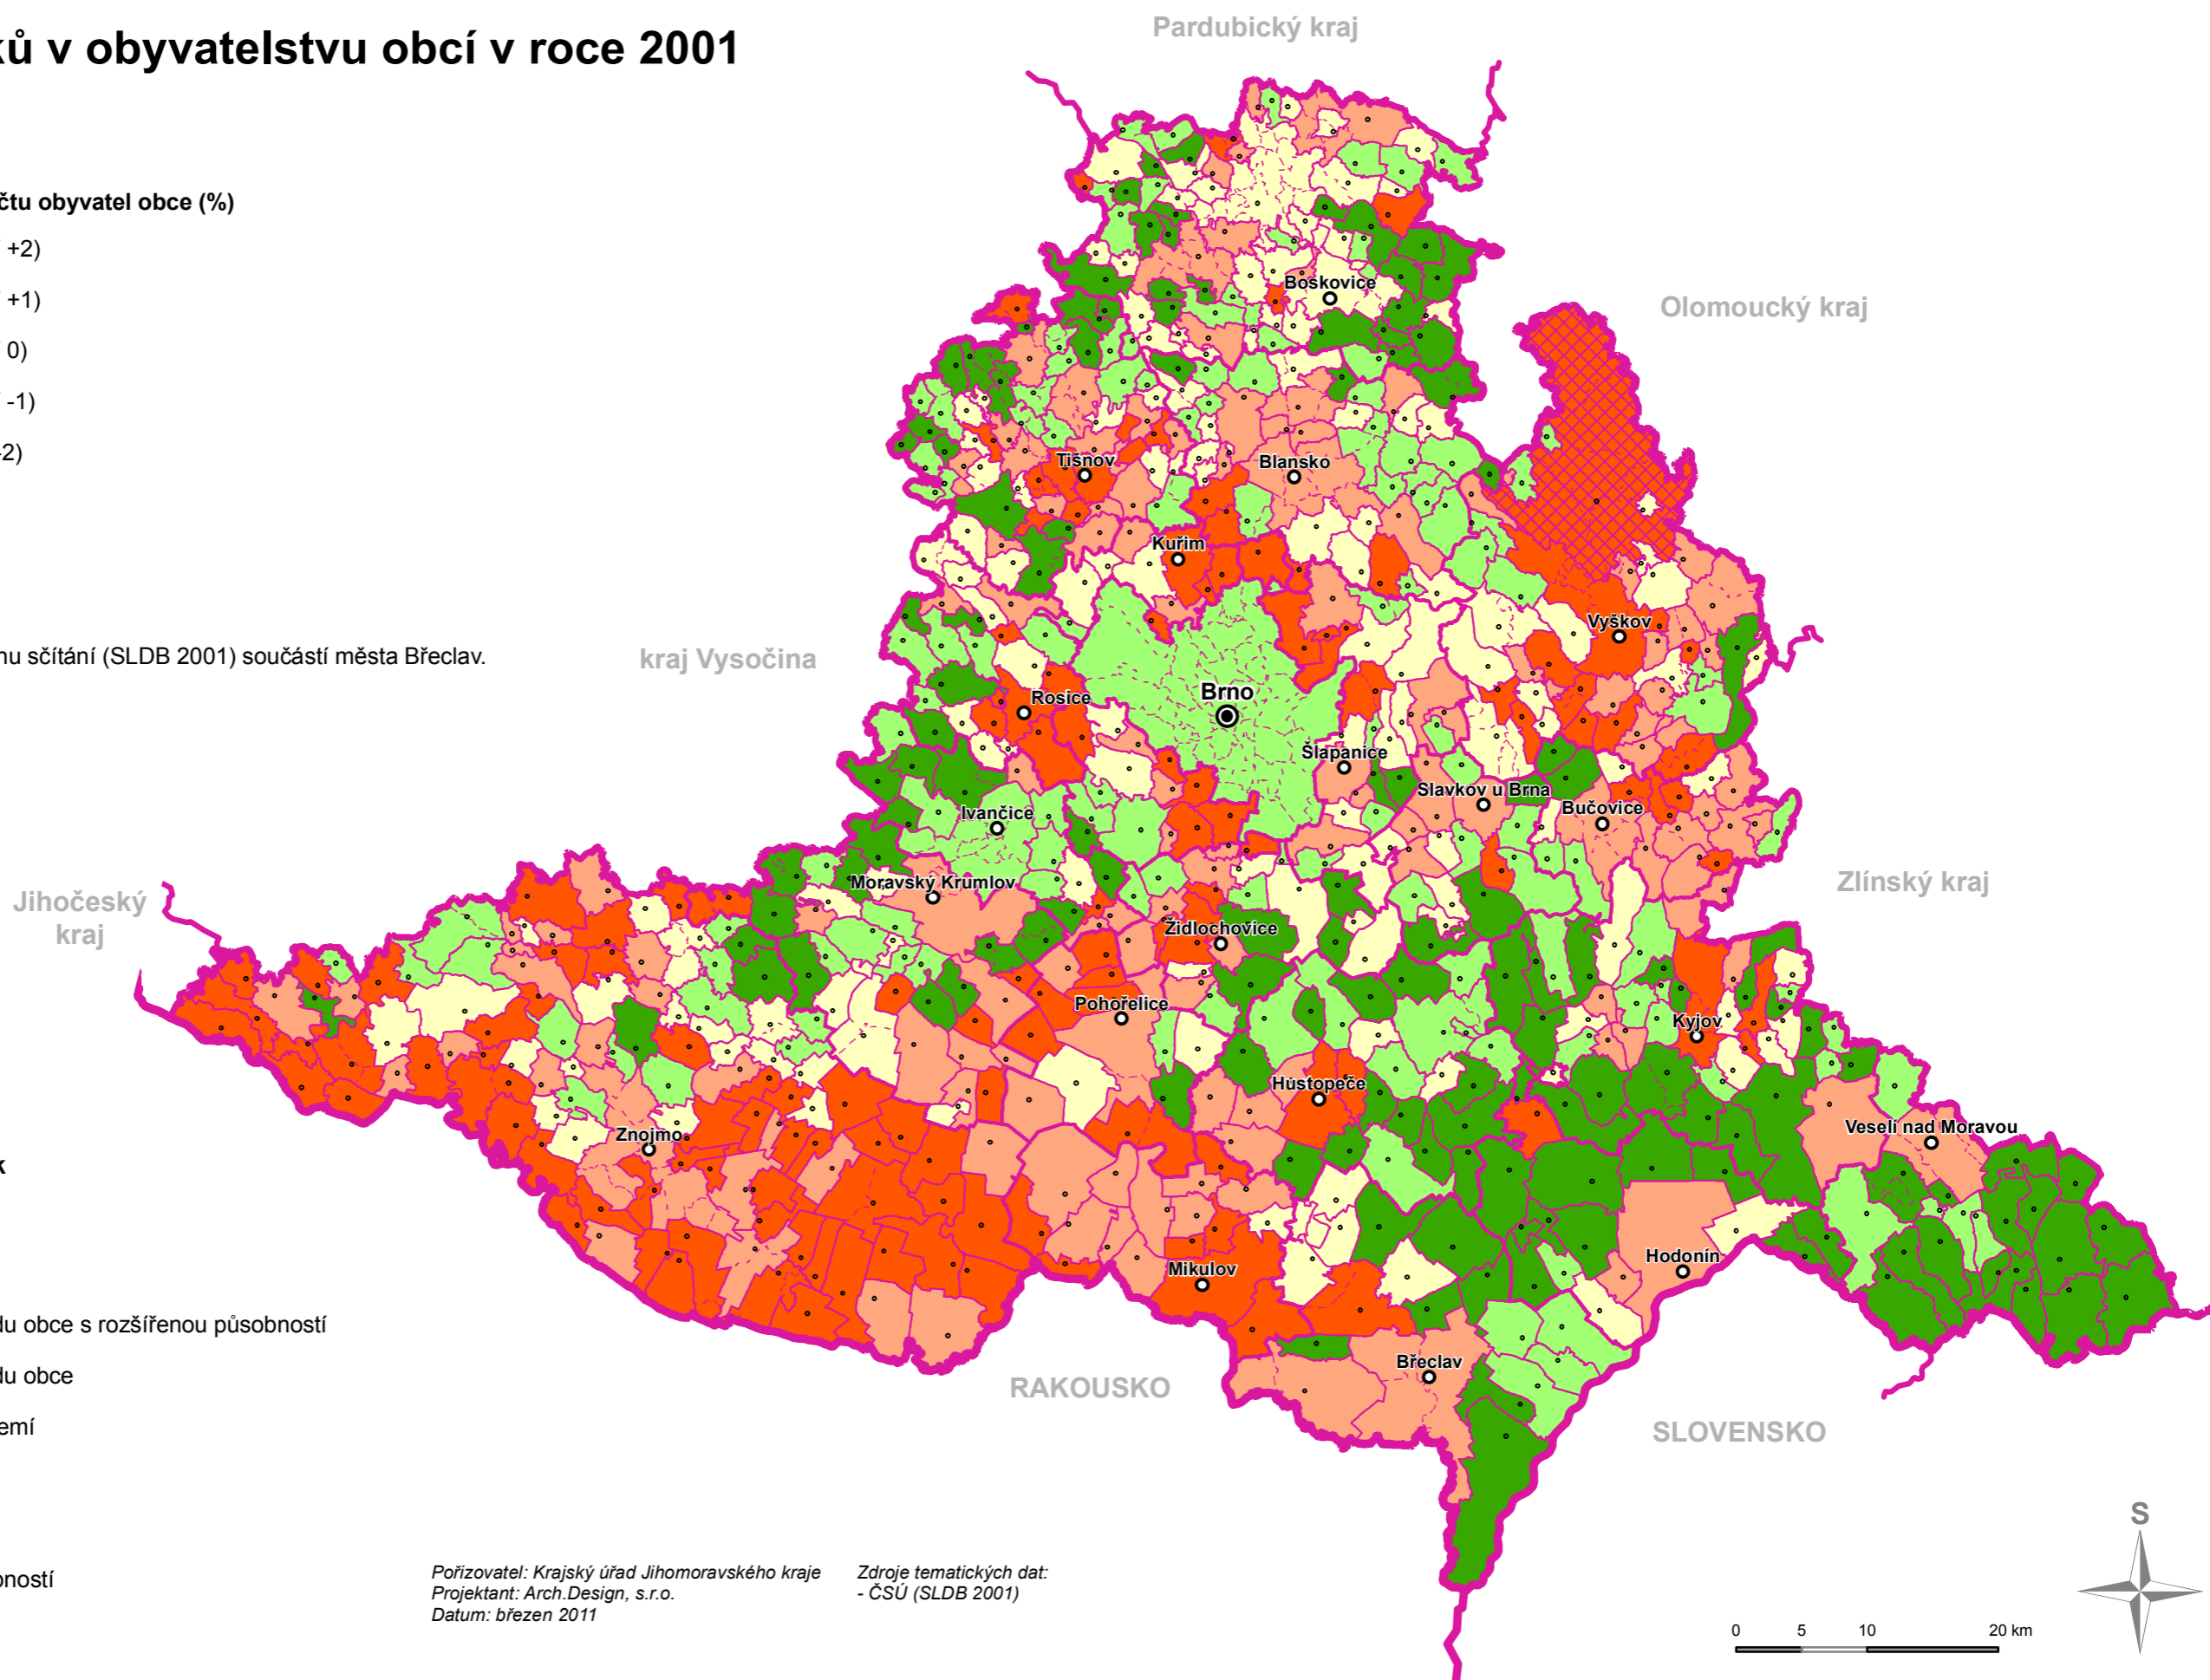 ků v obyvatelstvu obcí v roce 2001
čtu obyvatel obce (%)
+2)
+1)
0)
-1)
-2)
nu sčítání (SLDB 2001) součástí města Břeclav.
k
du obce s rozšířenou působností
du obce
emí
pností
Pardubický kraj
Olomoucký kraj
kraj Vysočina
Zlínský kraj
Jihočeský
kraj
RAKOUSKO
SLOVENSKO
Boskovice
Tišnov
Blansko
Kuřim
Vyškov
Rosice
Brno
Šlapanice
Slavkov u Brna
Bučovice
Ivančice
Moravský Krumlov
Židlochovice
Pohořelice
Kyjov
Hustopeče
Znojmo
Veselí nad Moravou
Hodonín
Mikulov
Břeclav
Pořizovatel: Krajský úřad Jihomoravského kraje
Projektant: Arch.Design, s.r.o.
Datum: březen 2011
Zdroje tematických dat:
- ČSÚ (SLDB 2001)
S
0 5 10 20 km